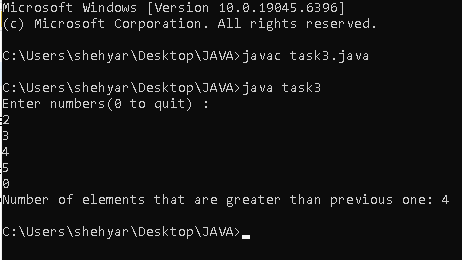 Microsoft Windows [Version 10.0.19045.6396]
(c) Microsoft Corporation. All rights reserved.
C:\Users\shehyar\Desktop\JAVA>javac task3.java
C:\Users\shehyar\Desktop\JAVA>java task3
Enter numbers(0 to quit) :
2
3
4
5
0
Number of elements that are greater than previous one: 4
C:\Users\shehyar\Desktop\JAVA>